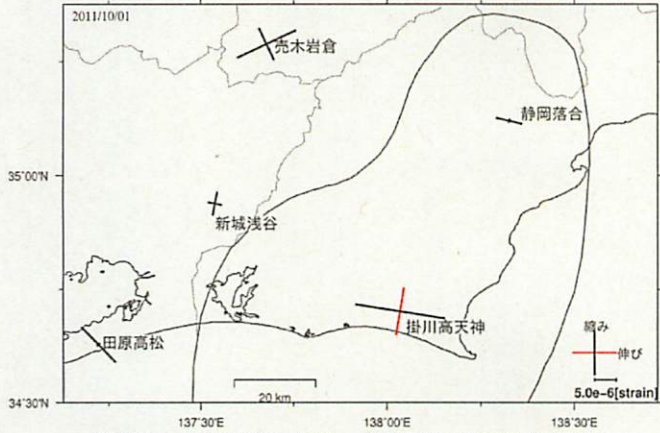 2011/10/01
売木岩倉
静岡落合
35°00'N
新城浅谷
掛川高天神
田原高松
縮み
伸び
5.0e-6[strain]
20 km
34°30'N
137°30'E
138°00'E
138°30'E